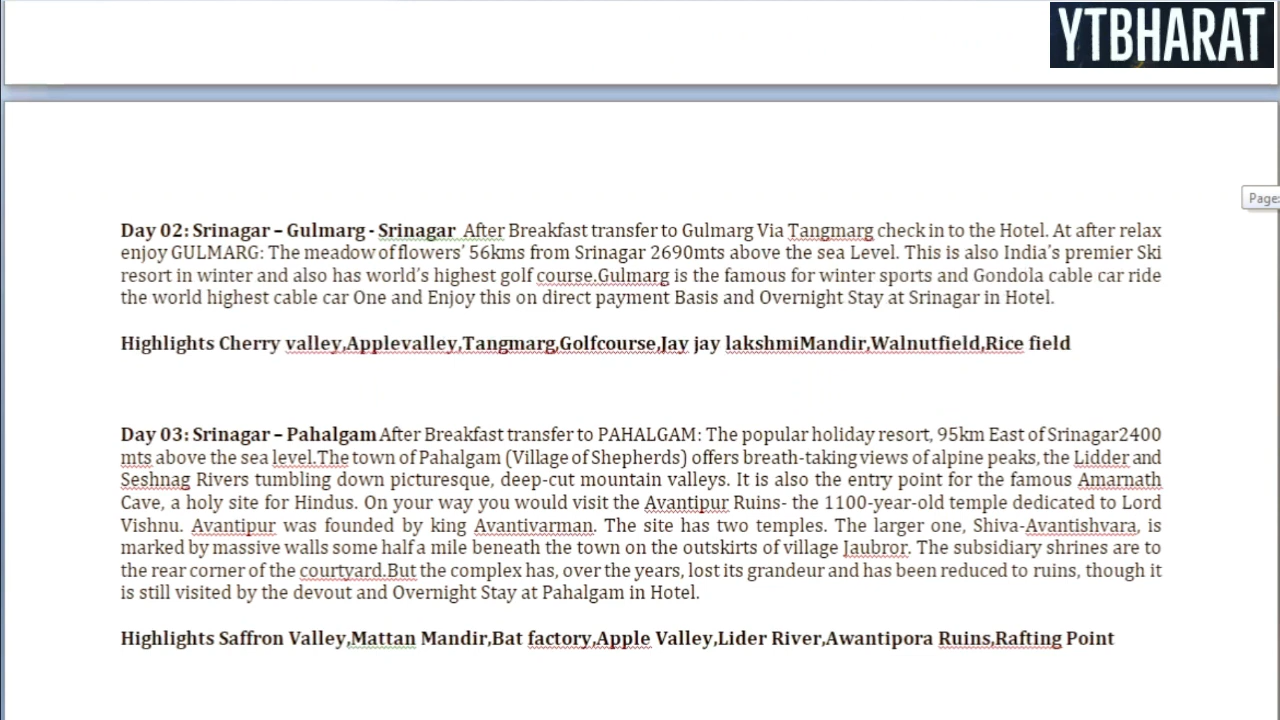 YTBHARAT
Page:
Day 02: Srinagar – Gulmarg - Srinagar After Breakfast transfer to Gulmarg Via Tangmarg check in to the Hotel. At after relax
enjoy GULMARG: The meadow of flowers’ 56kms from Srinagar 2690mts above the sea Level. This is also India’s premier Ski
resort in winter and also has world’s highest golf course.Gulmarg is the famous for winter sports and Gondola cable car ride
the world highest cable car One and Enjoy this on direct payment Basis and Overnight Stay at Srinagar in Hotel.
Highlights Cherry valley,Applevalley,Tangmarg,Golfcourse,Jay jay lakshmiMandir,Walnutfield,Rice field
Day 03: Srinagar – Pahalgam After Breakfast transfer to PAHALGAM: The popular holiday resort, 95km East of Srinagar2400
mts above the sea level.The town of Pahalgam (Village of Shepherds) offers breath-taking views of alpine peaks, the Lidder and
Seshnag Rivers tumbling down picturesque, deep-cut mountain valleys. It is also the entry point for the famous Amarnath
Cave, a holy site for Hindus. On your way you would visit the Avantipur Ruins- the 1100-year-old temple dedicated to Lord
Vishnu. Avantipur was founded by king Avantivarman. The site has two temples. The larger one, Shiva-Avantishvara, is
marked by massive walls some half a mile beneath the town on the outskirts of village Jaubror. The subsidiary shrines are to
the rear corner of the courtyard.But the complex has, over the years, lost its grandeur and has been reduced to ruins, though it
is still visited by the devout and Overnight Stay at Pahalgam in Hotel.
Highlights Saffron Valley,Mattan Mandir,Bat factory,Apple Valley,Lider River,Awantipora Ruins,Rafting Point